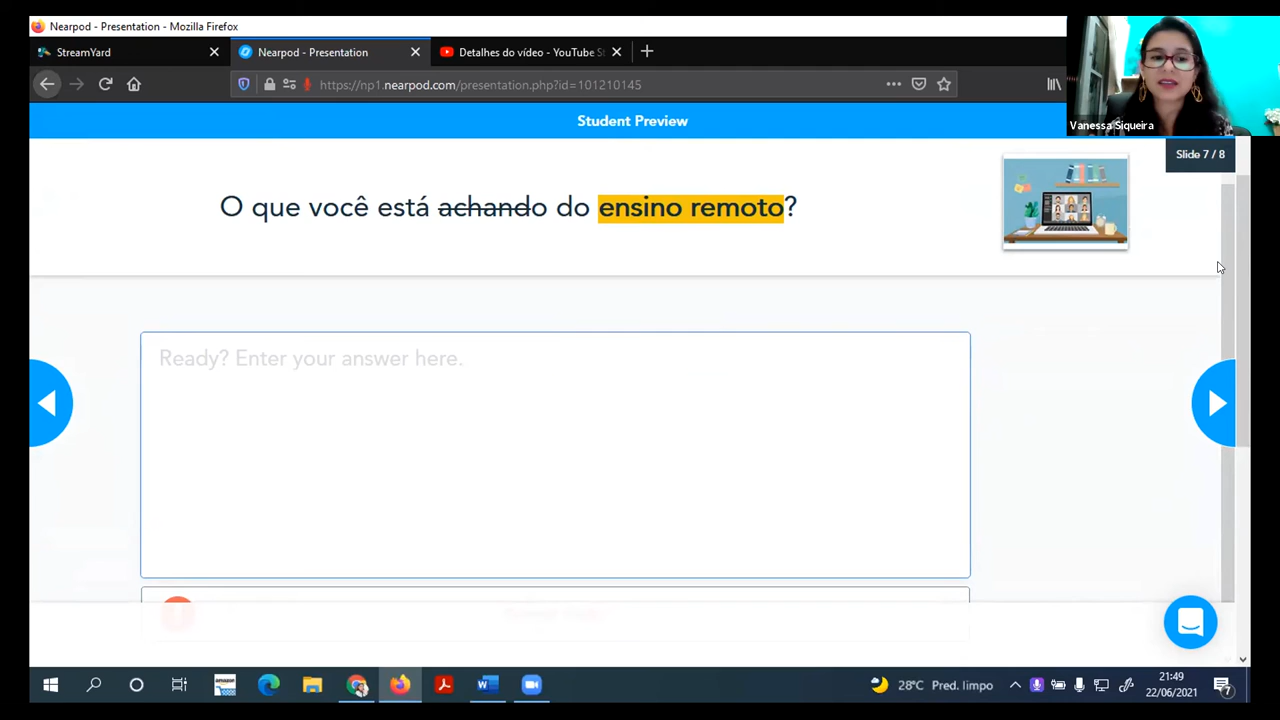 Nearpod - Presentation - Mozilla Firefox
StreamYard
Nearpod - Presentation
Detalhes do vídeo - YouTube S
https://np1.nearpod.com/presentation.php?id=101210145
Vanessa Siqueira
Student Preview
Slide 7 / 8
O que você está achando do ensino remoto?
Ready? Enter your answer here.
amazon
28°C Pred. limpo
21:49
22/06/2021
7